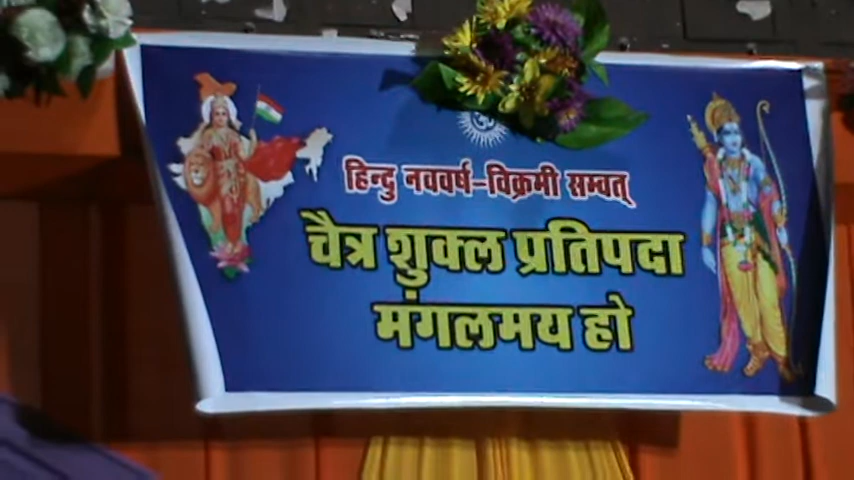 हिन्दु नववर्ष-विक्रमी सम्वत्
चैत्र शुक्ल प्रतिपदा
मंगलमय हो